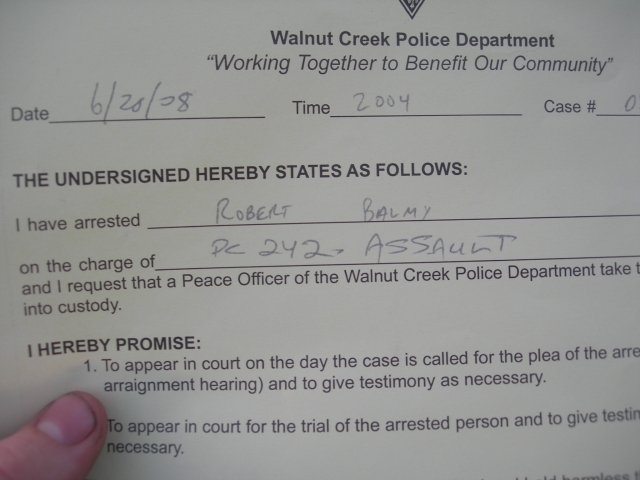 Walnut Creek Police Department
"Working Together to Benefit Our Community"
Date 6/20/08 Time 2004 Case # 0
THE UNDERSIGNED HEREBY STATES AS FOLLOWS:
I have arrested ROBERT BALMY
on the charge of PC 242. ASSAULT
and I request that a Peace Officer of the Walnut Creek Police Department take t
into custody.
I HEREBY PROMISE:
1. To appear in court on the day the case is called for the plea of the arre
arraignment hearing) and to give testimony as necessary.
To appear in court for the trial of the arrested person and to give testim
necessary.
harmless